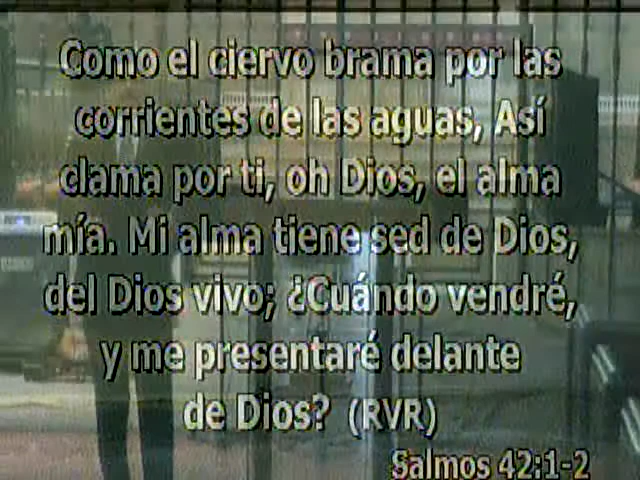 Como el ciervo brama por las
corrientes de las aguas, Así
clama por ti, oh Dios, el alma
mía. Mi alma tiene sed de Dios,
del Dios vivo; ¿Cuándo vendré,
y me presentaré delante
de Dios? (RVR)
Salmos 42:1-2